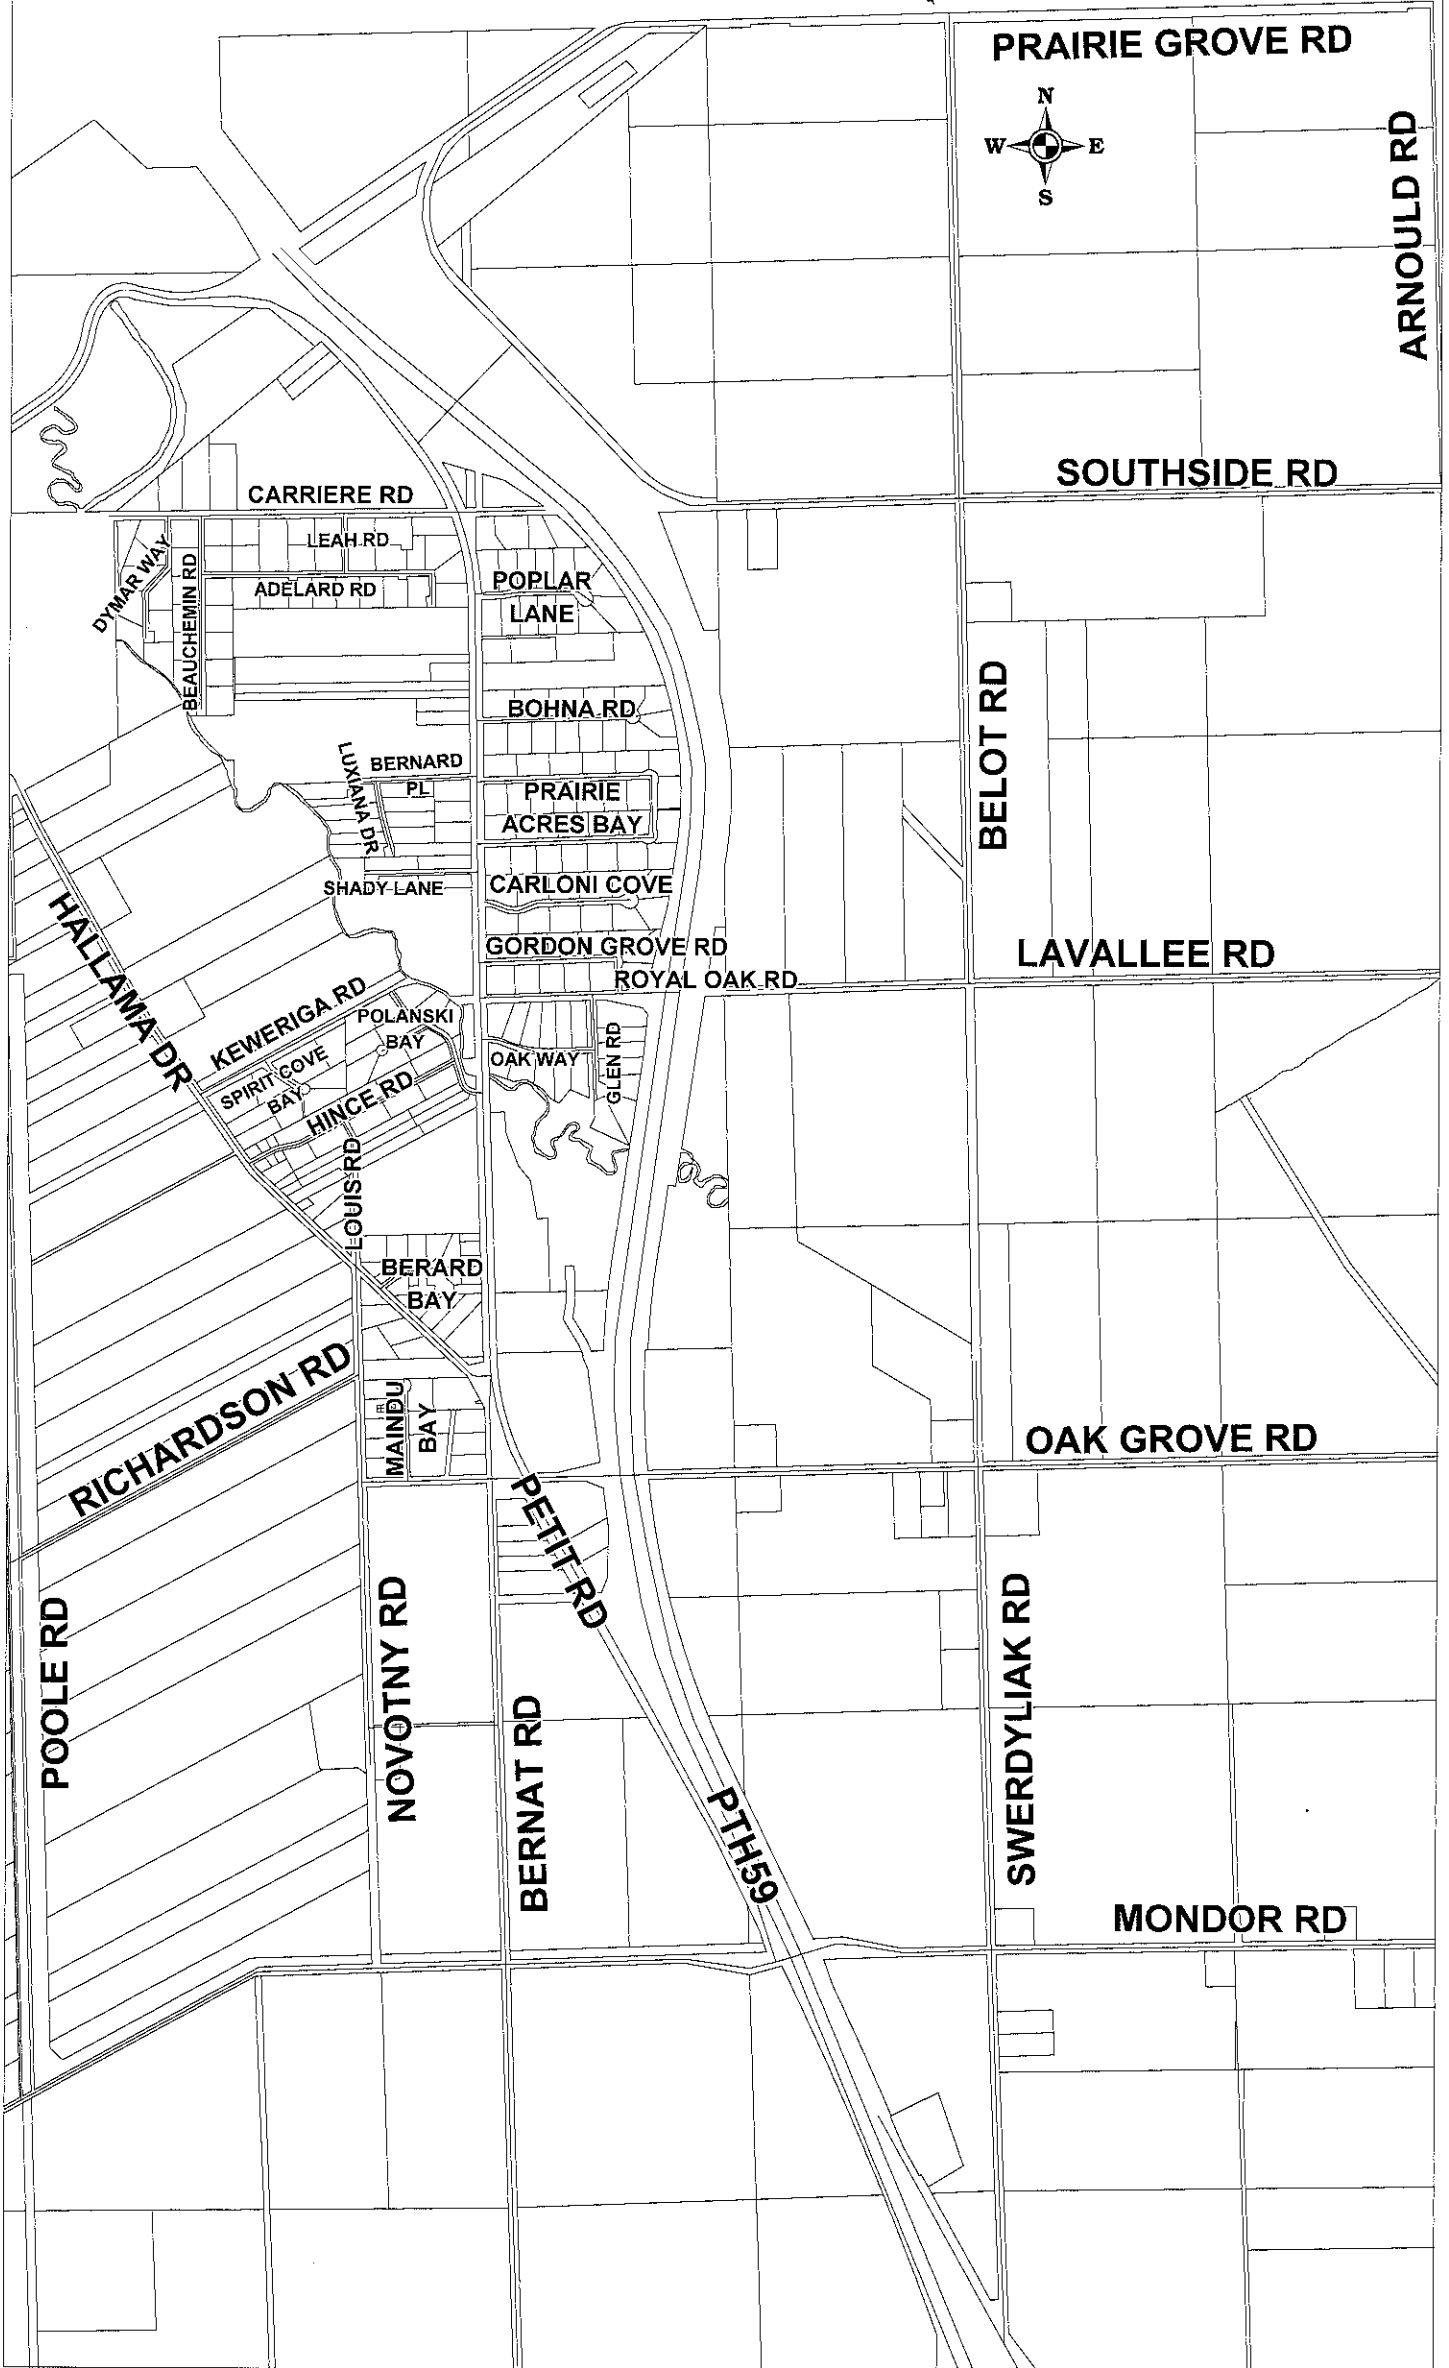 PRAIRIE GROVE RD
N
W E
S
ARNOULD RD
SOUTHSIDE RD
CARRIERE RD
LEAH RD
DYMAR WAY
BEAUCHEMIN RD
ADELARD RD
POPLAR
LANE
BELOT RD
BOHNA RD
LUXIANA DR
BERNARD
PL
PRAIRIE
ACRES BAY
SHADY LANE
CARLONI COVE
HALLAMA DR
GORDON GROVE RD
LAVALLEE RD
ROYAL OAK RD
KEWERIGA RD
POLANSKI
BAY
OAK WAY
GLEN RD
SPIRIT COVE
BAY
HINCE RD
LOUIS RD
BERARD
BAY
RICHARDSON RD
MAINDU
BAY
OAK GROVE RD
PETIT RD
POOLE RD
NOVOTNY RD
BERNAT RD
SWERDYLIAK RD
PTH59
MONDOR RD